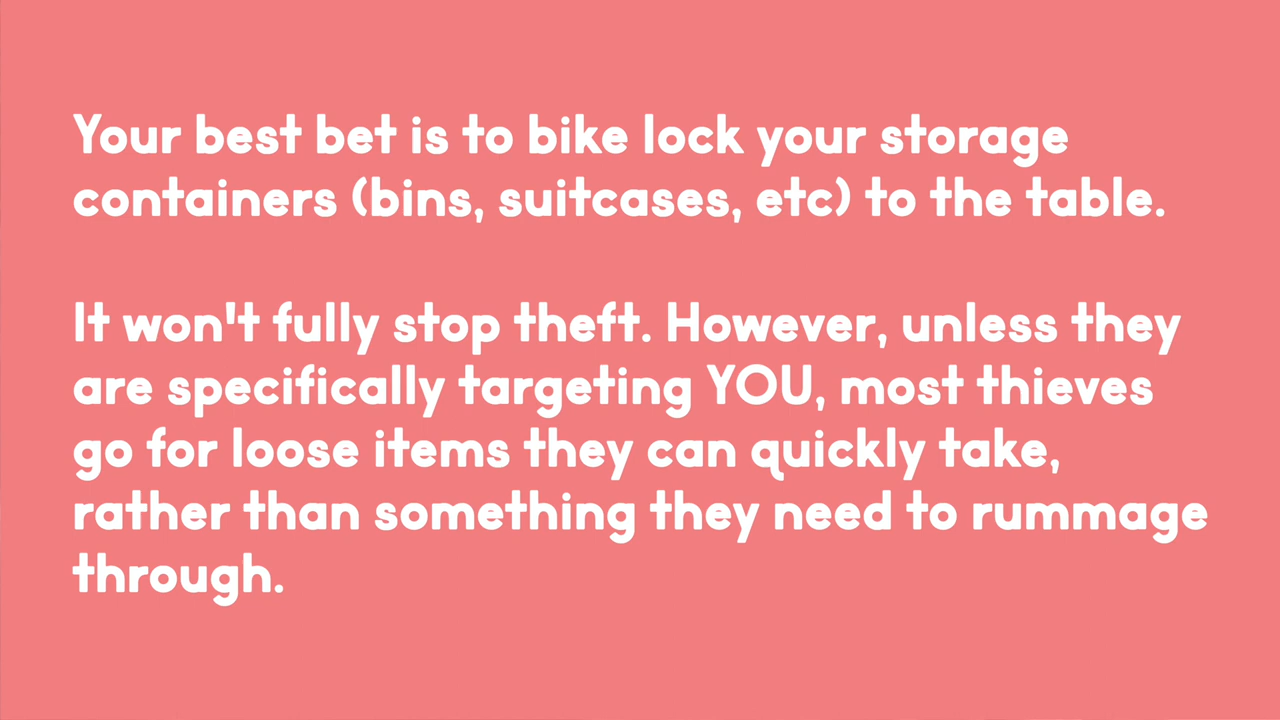 Your best bet is to bike lock your storage
containers (bins, suitcases, etc) to the table.
It won't fully stop theft. However, unless they
are specifically targeting YOU, most thieves
go for loose items they can quickly take,
rather than something they need to rummage
through.